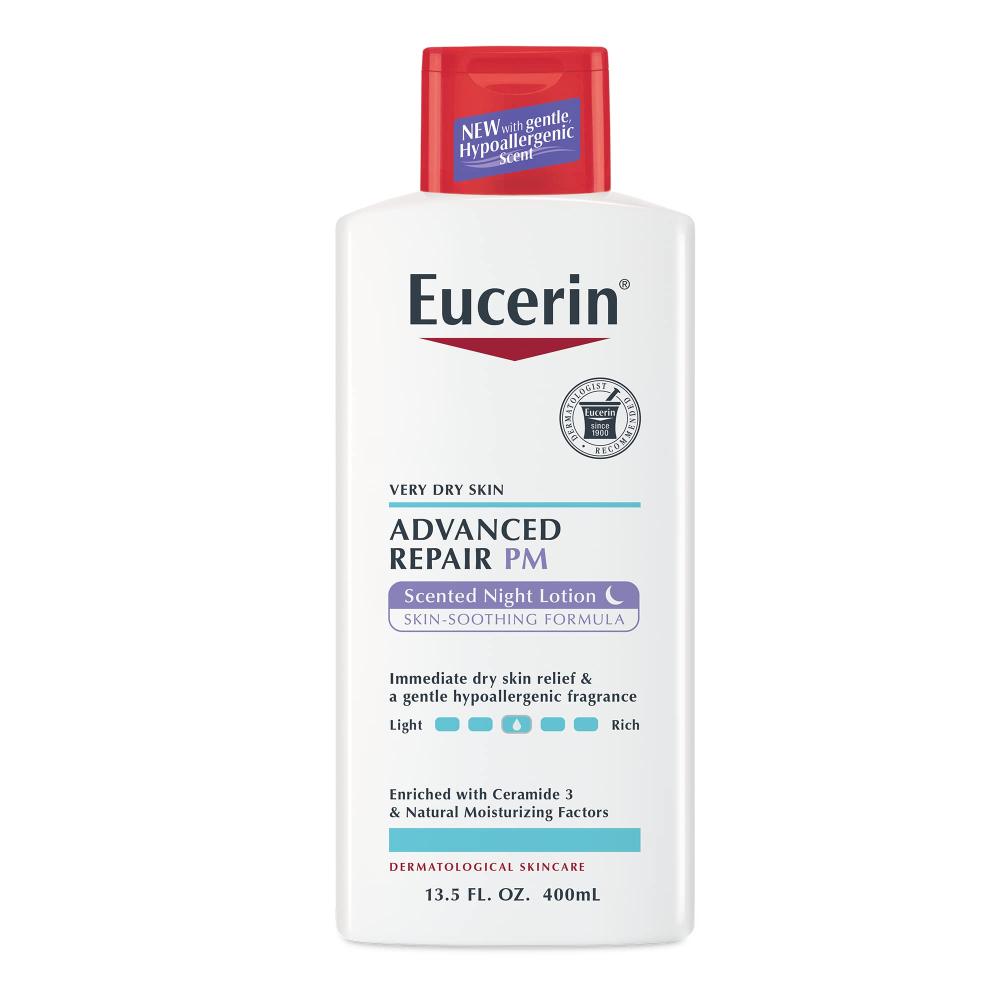 NEW with gentle,
Hypoallergenic
Scent
Eucerin®
DERMATOLOGIST
RECOMMENDED
Eucerin
since
1900
VERY DRY SKIN
ADVANCED
REPAIR PM
Scented Night Lotion
SKIN-SOOTHING FORMULA
Immediate dry skin relief &
a gentle hypoallergenic fragrance
Light Rich
Enriched with Ceramide 3
& Natural Moisturizing Factors
DERMATOLOGICAL SKINCARE
13.5 FL. OZ. 400mL